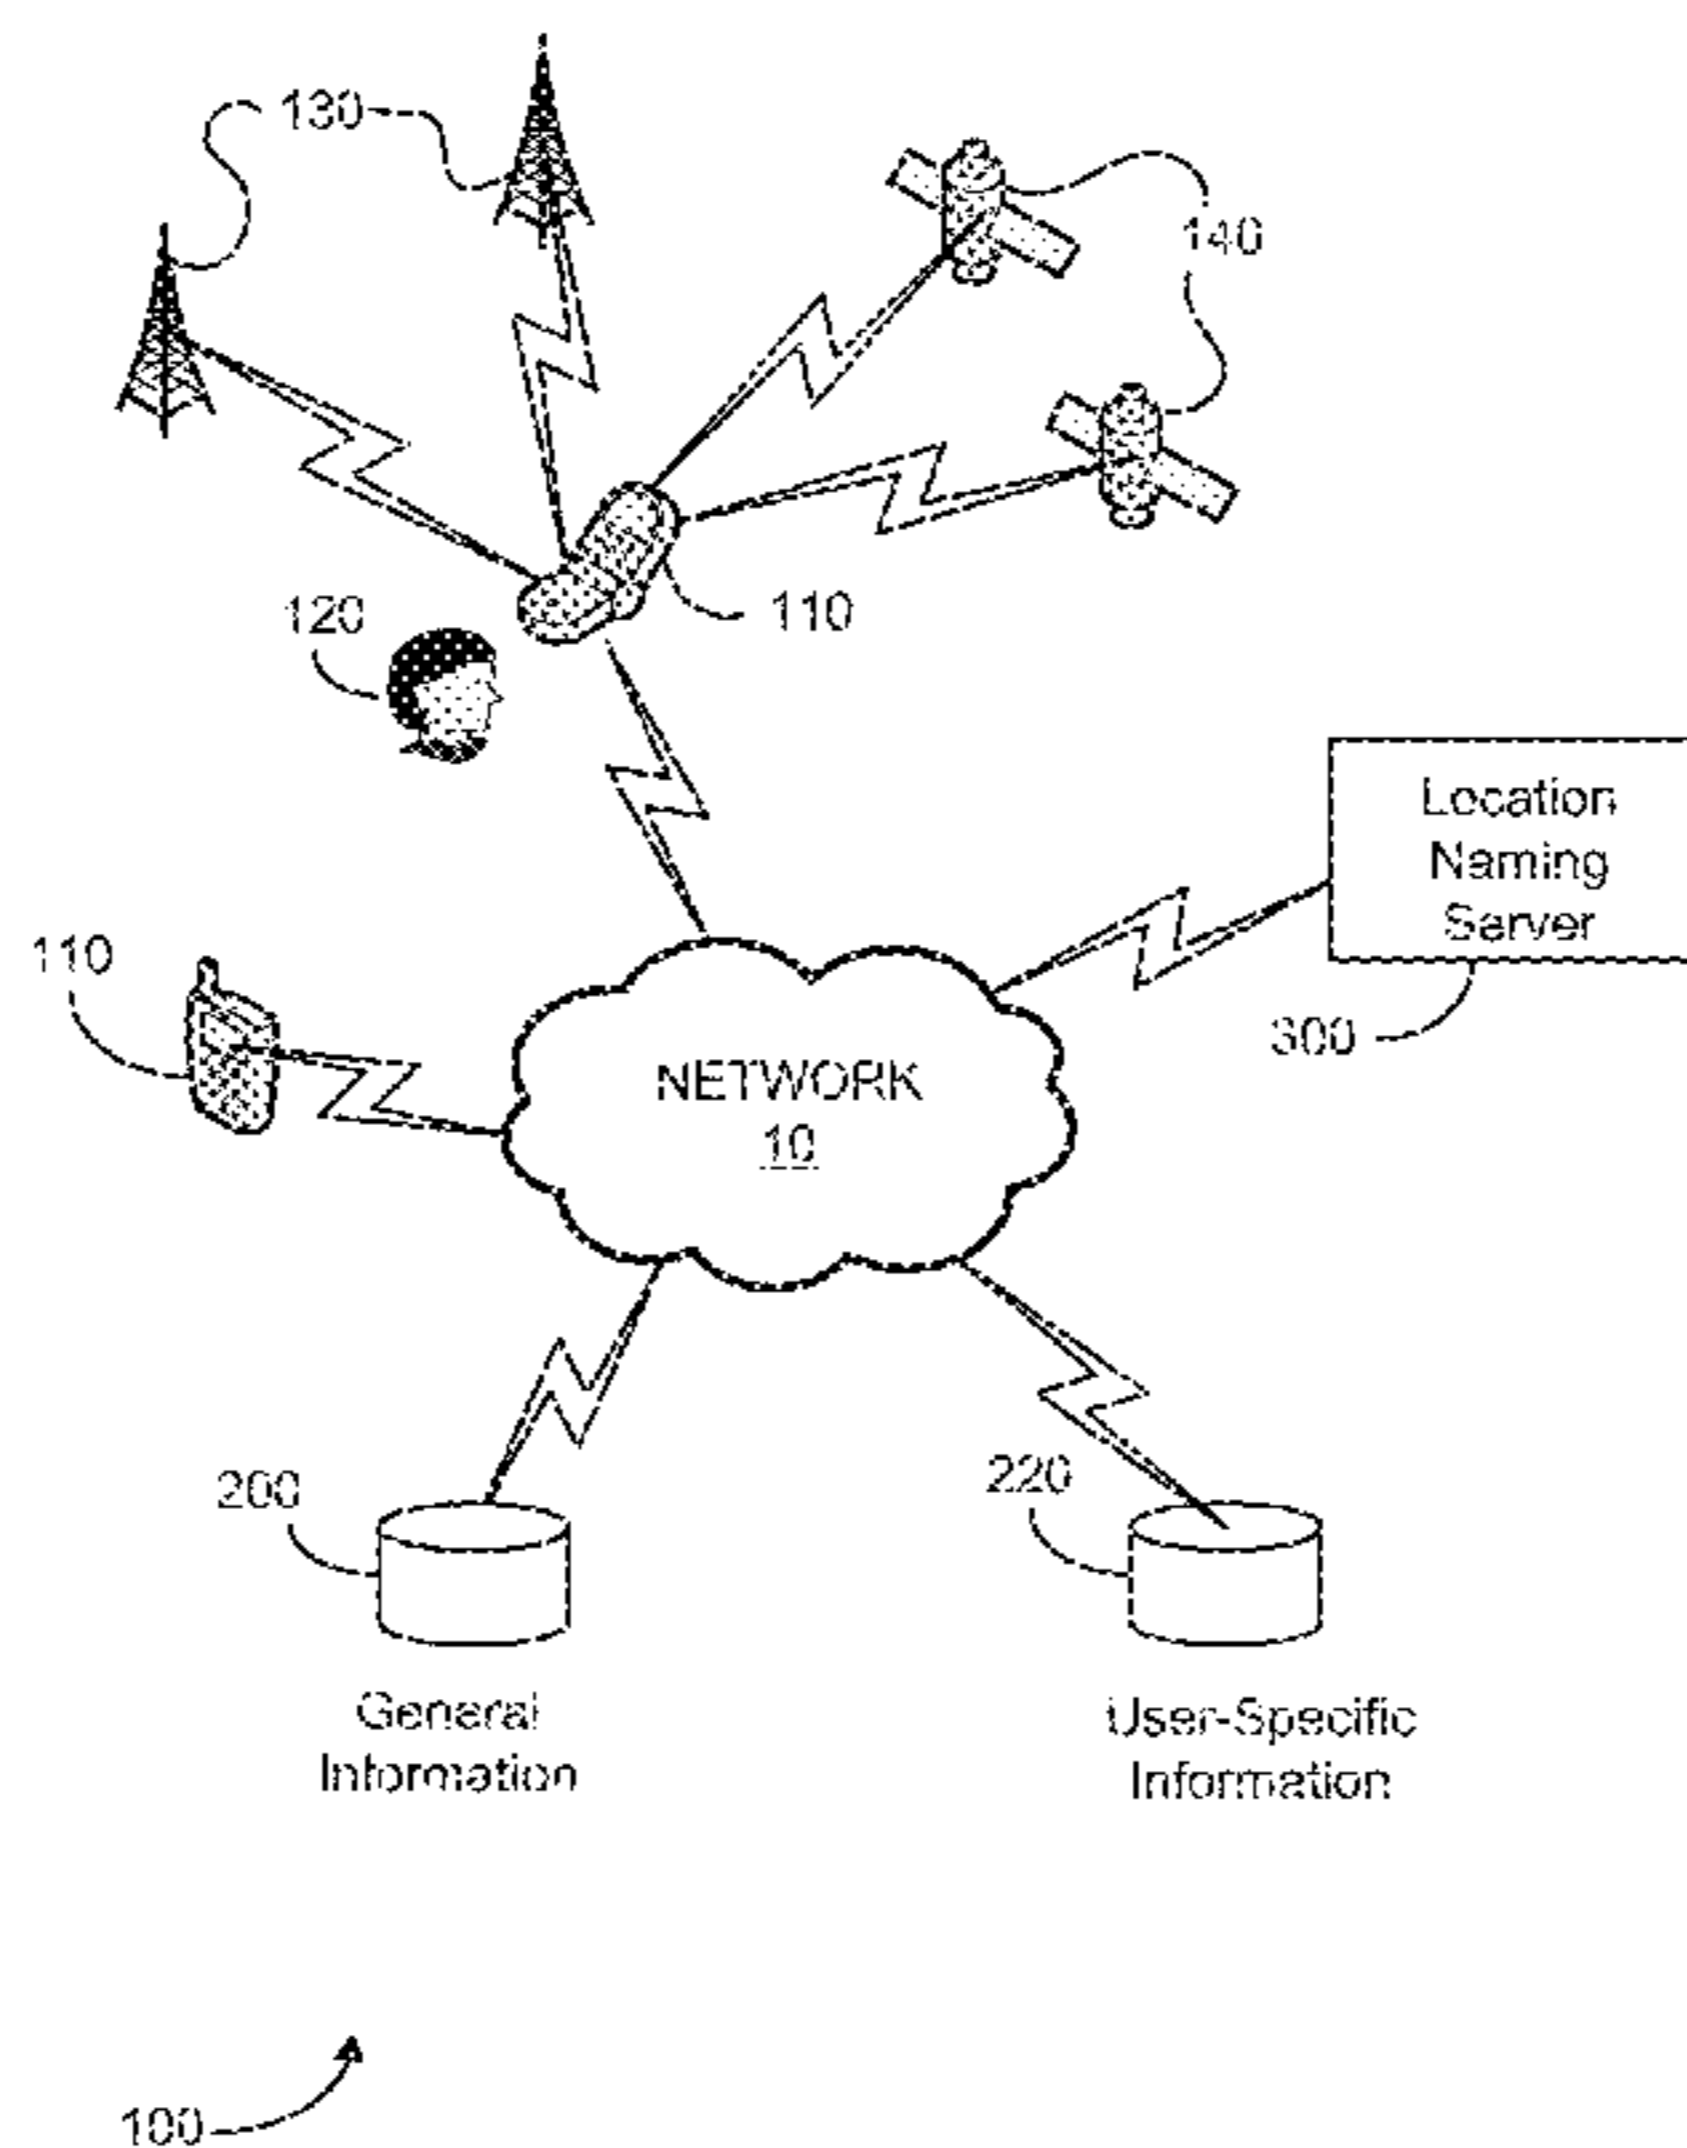 130
140
120
110
Location
Naming
Server
110
300
NETWORK
10
200
220
General
Information
User-Specific
Information
100